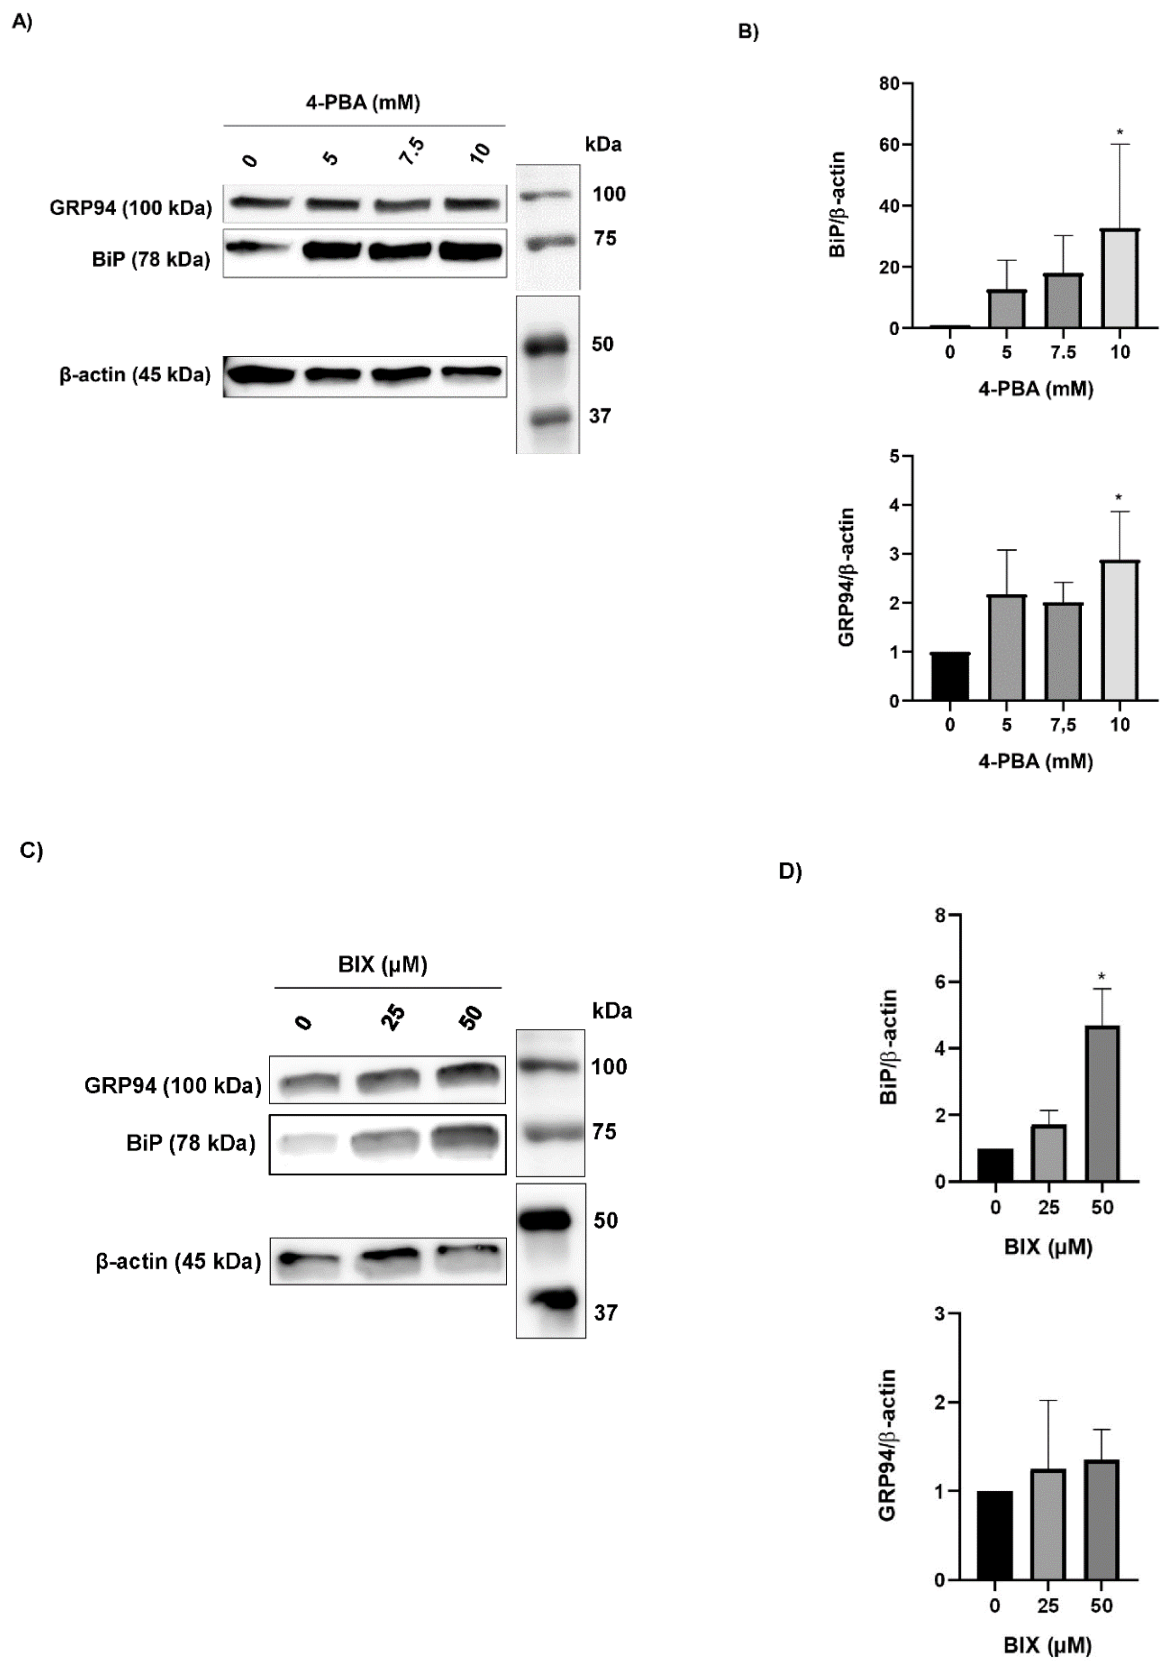 A)
4-PBA (mM)
0 5 7.5 10
kDa
GRP94 (100 kDa)
100
BiP (78 kDa)
75
β-actin (45 kDa)
50
37
B)
BiP/β-actin
80
60
40
20
0
0 5 7.5 10
4-PBA (mM)
*
GRP94/β-actin
5
4
3
2
1
0
0 5 7,5 10
4-PBA (mM)
*
C)
BIX (μM)
0 25 50
kDa
GRP94 (100 kDa)
100
BiP (78 kDa)
75
β-actin (45 kDa)
50
37
D)
BiP/β-actin
8
6
4
2
0
0 25 50
BIX (μM)
*
GRP94/β-actin
3
2
1
0
0 25 50
BIX (μM)